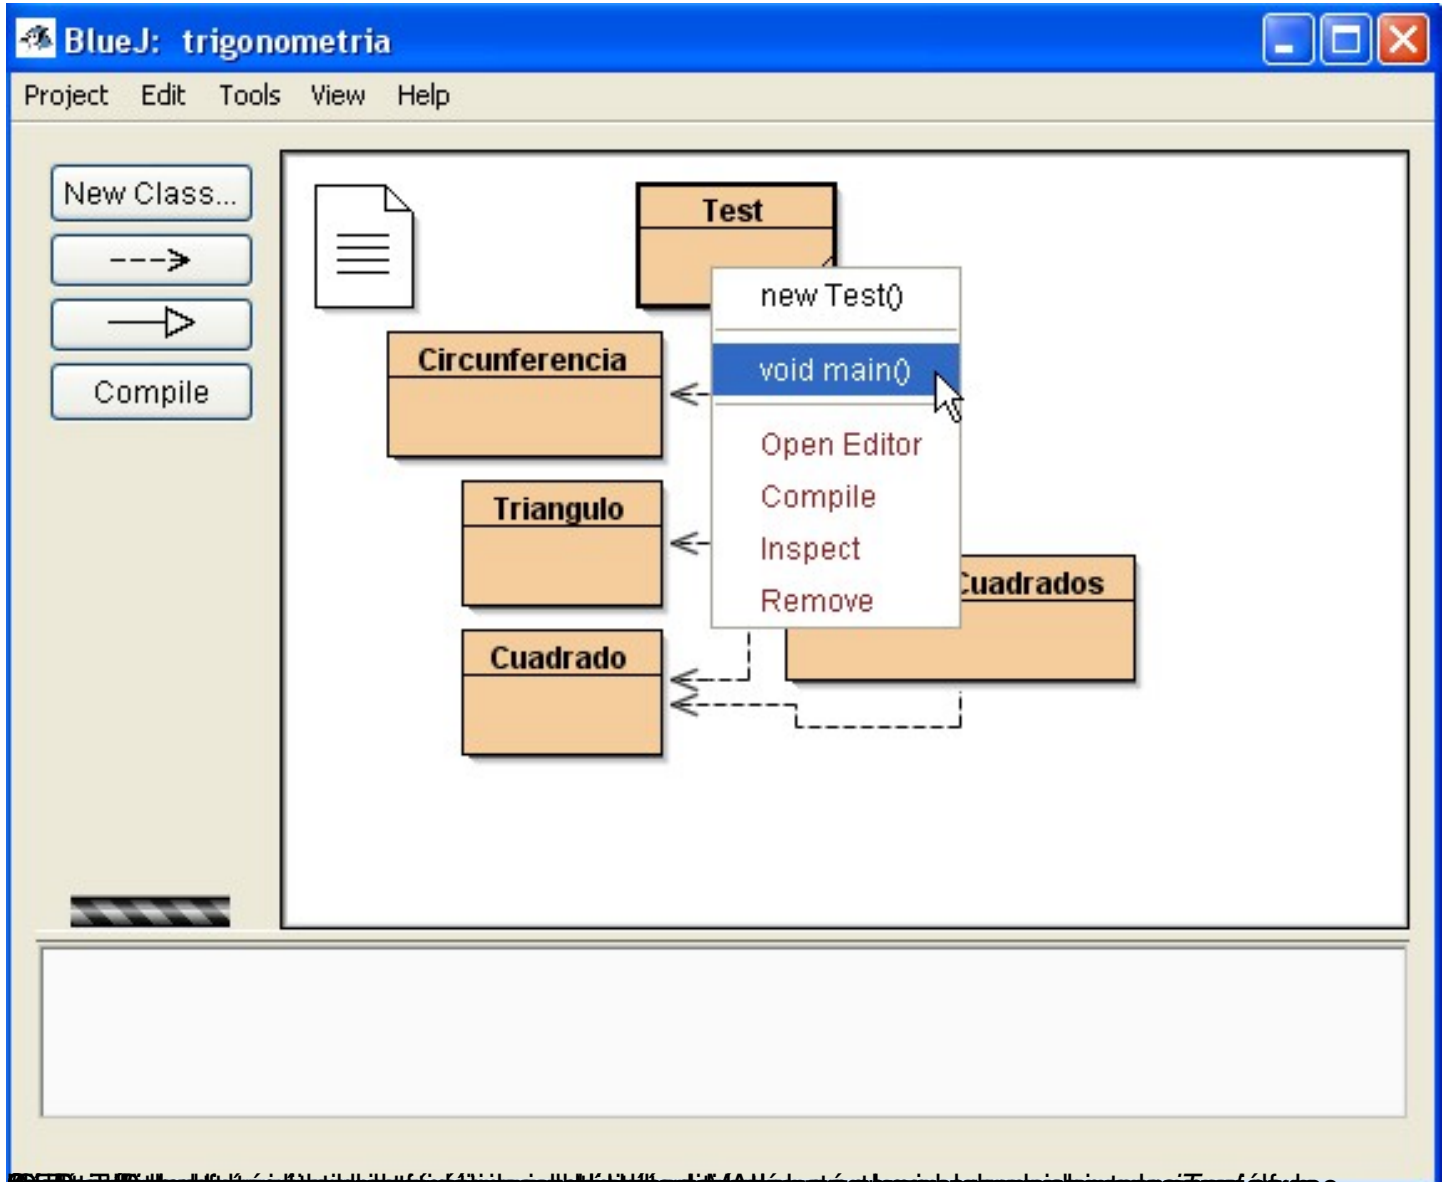 BlueJ: trigonometria
Project Edit Tools View Help
New Class...
Compile
Test
new Test()
void main()
Open Editor
Compile
Inspect
Remove
Circunferencia
Triangulo
Cuadrados
Cuadrado